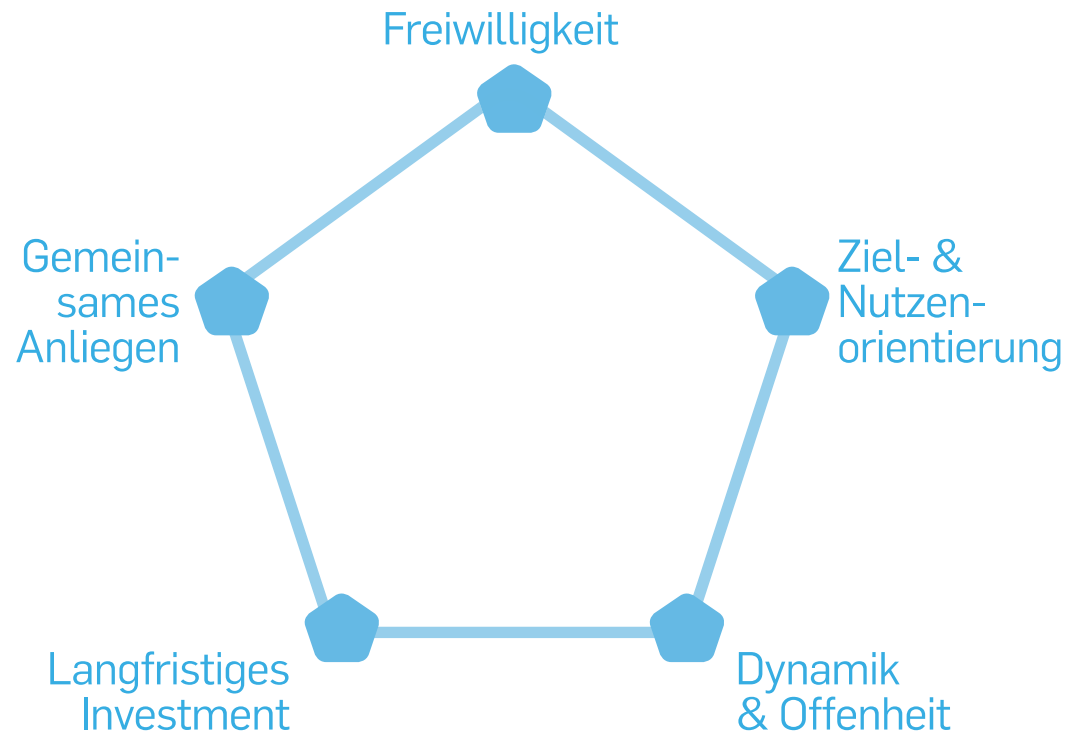 Freiwilligkeit
Gemein-
sames
Anliegen
Ziel- &
Nutzen-
orientierung
Langfristiges
Investment
Dynamik
& Offenheit